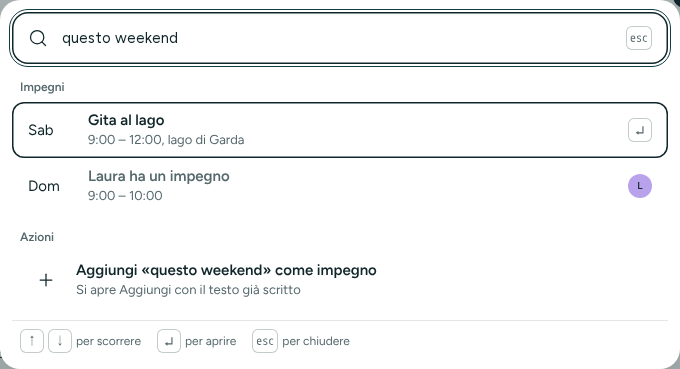 questo weekend esc
Impegni
Sab Gita al lago
9:00 – 12:00, lago di Garda ↵
Dom Laura ha un impegno
9:00 – 10:00 L
Azioni
+ Aggiungi «questo weekend» come impegno
Si apre Aggiungi con il testo già scritto
↑ ↓ per scorrere ↵ per aprire esc per chiudere